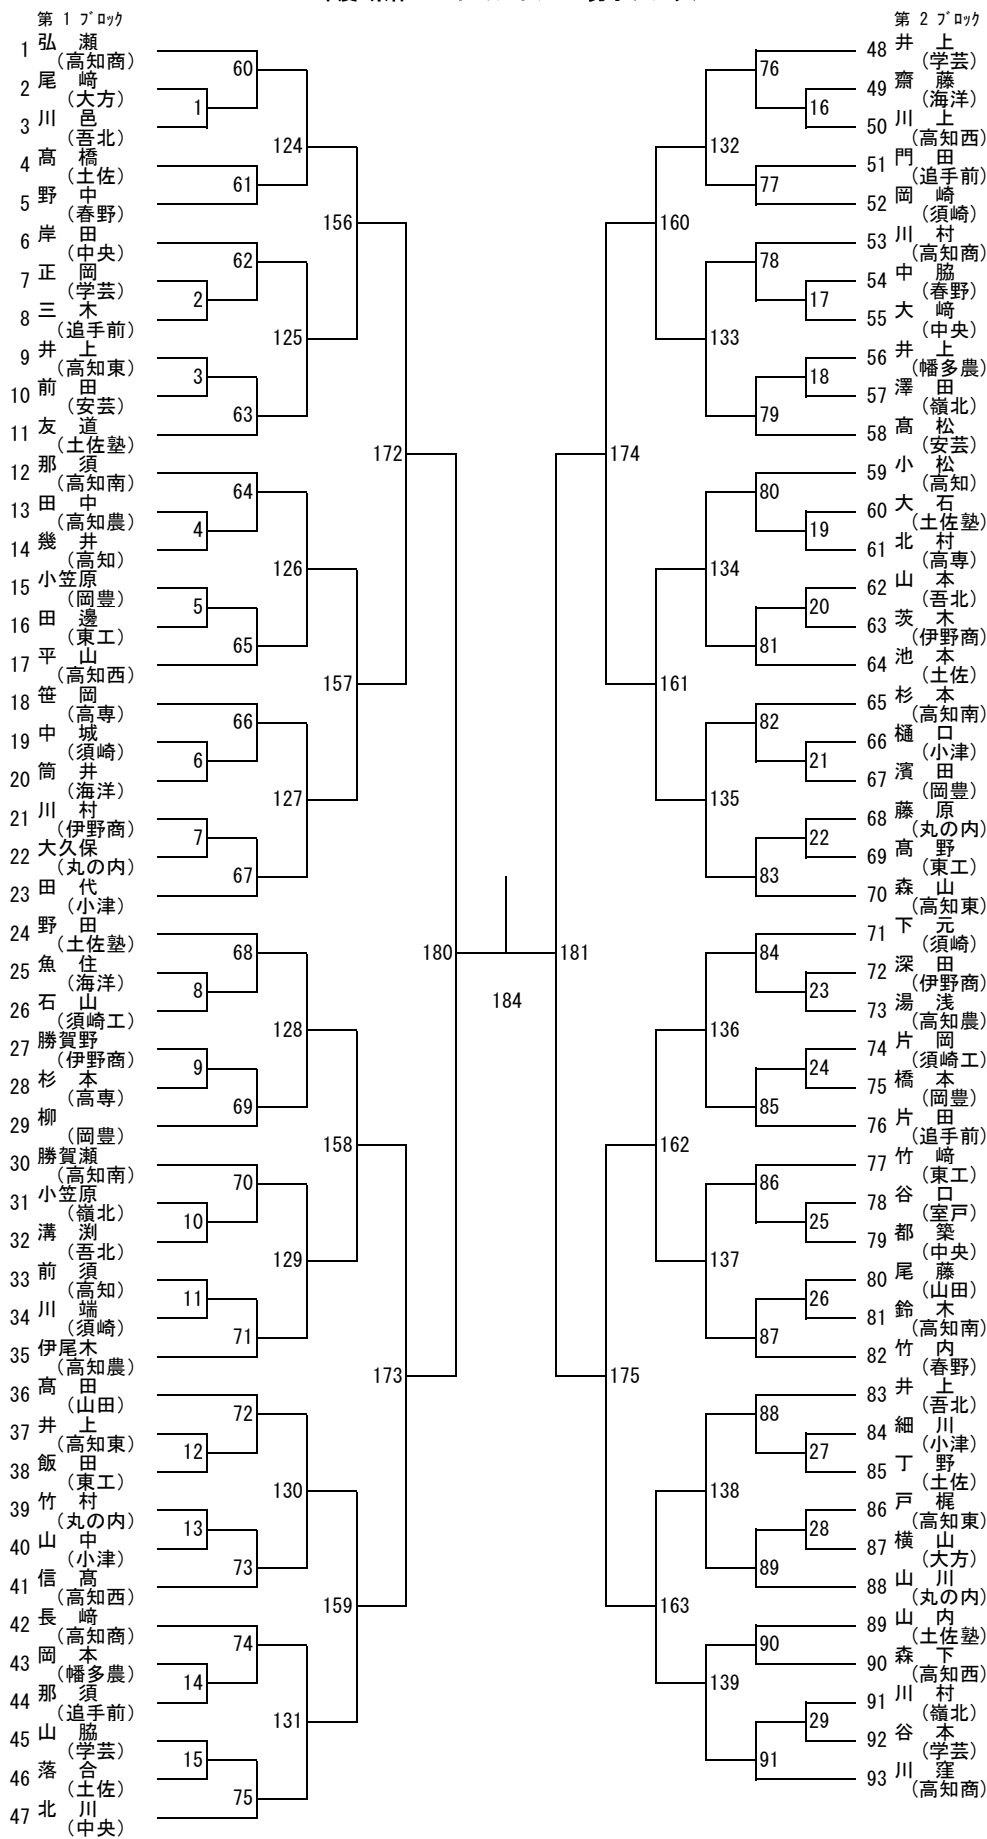 第 1 ブロック
1 弘 瀬 (高知商)
2 尾 﨑 (大方)
3 川 邑 (吾北)
4 髙 橋 (土佐)
5 野 中 (春野)
6 岸 田 (中央)
7 正 岡 (学芸)
8 三 木 (追手前)
9 井 上 (高知東)
10 前 田 (安芸)
11 友 道 (土佐塾)
12 那 須 (高知南)
13 田 中 (高知農)
14 幾 井 (高知)
15 小笠原 (岡豊)
16 田 邊 (東工)
17 平 山 (高知西)
18 笹 岡 (高専)
19 中 城 (須崎)
20 筒 井 (海洋)
21 川 村 (伊野商)
22 大久保 (丸の内)
23 田 代 (小津)
24 野 田 (土佐塾)
25 魚 住 (海洋)
26 石 山 (須崎工)
27 勝賀野 (伊野商)
28 杉 本 (高専)
29 柳 (岡豊)
30 勝賀瀬 (高知南)
31 小笠原 (嶺北)
32 溝 渕 (吾北)
33 前 須 (高知)
34 川 端 (須崎)
35 伊尾木 (高知農)
36 髙 田 (山田)
37 井 上 (高知東)
38 飯 田 (東工)
39 竹 村 (丸の内)
40 山 中 (小津)
41 信 髙 (高知西)
42 長 﨑 (高知商)
43 岡 本 (幡多農)
44 那 須 (追手前)
45 山 脇 (学芸)
46 落 合 (土佐)
47 北 川 (中央)
60
1
124
61
156
62
2
125
3
63
172
64
4
126
5
65
157
66
6
127
7
67
180
68
8
128
9
69
158
70
10
129
11
71
173
72
12
130
13
73
159
74
14
131
15
75
184
第 2 ブロック
48 井 上 (学芸)
49 齋 藤 (海洋)
50 川 上 (高知西)
51 門 田 (追手前)
52 岡 崎 (須崎)
53 川 村 (高知商)
54 中 脇 (春野)
55 大 﨑 (中央)
56 井 上 (幡多農)
57 澤 田 (嶺北)
58 髙 松 (安芸)
59 小 松 (高知)
60 大 石 (土佐塾)
61 北 村 (高専)
62 山 本 (吾北)
63 茨 木 (伊野商)
64 池 本 (土佐)
65 杉 本 (高知南)
66 樋 口 (小津)
67 濱 田 (岡豊)
68 藤 原 (丸の内)
69 髙 野 (東工)
70 森 山 (高知東)
71 下 元 (須崎)
72 深 田 (伊野商)
73 湯 浅 (高知農)
74 片 岡 (須崎工)
75 橋 本 (岡豊)
76 片 田 (追手前)
77 竹 﨑 (東工)
78 谷 口 (室戸)
79 都 築 (中央)
80 尾 藤 (山田)
81 鈴 木 (高知南)
82 竹 内 (春野)
83 井 上 (吾北)
84 細 川 (小津)
85 丁 野 (土佐)
86 戸 梶 (高知東)
87 横 山 (大方)
88 山 川 (丸の内)
89 山 内 (土佐塾)
90 森 下 (高知西)
91 川 村 (嶺北)
92 谷 本 (学芸)
93 川 窪 (高知商)
76
16
132
77
160
78
17
133
18
79
174
80
19
134
20
81
161
82
21
135
22
83
181
84
23
136
24
85
162
86
25
137
26
87
175
88
27
138
28
89
163
90
139
29
91